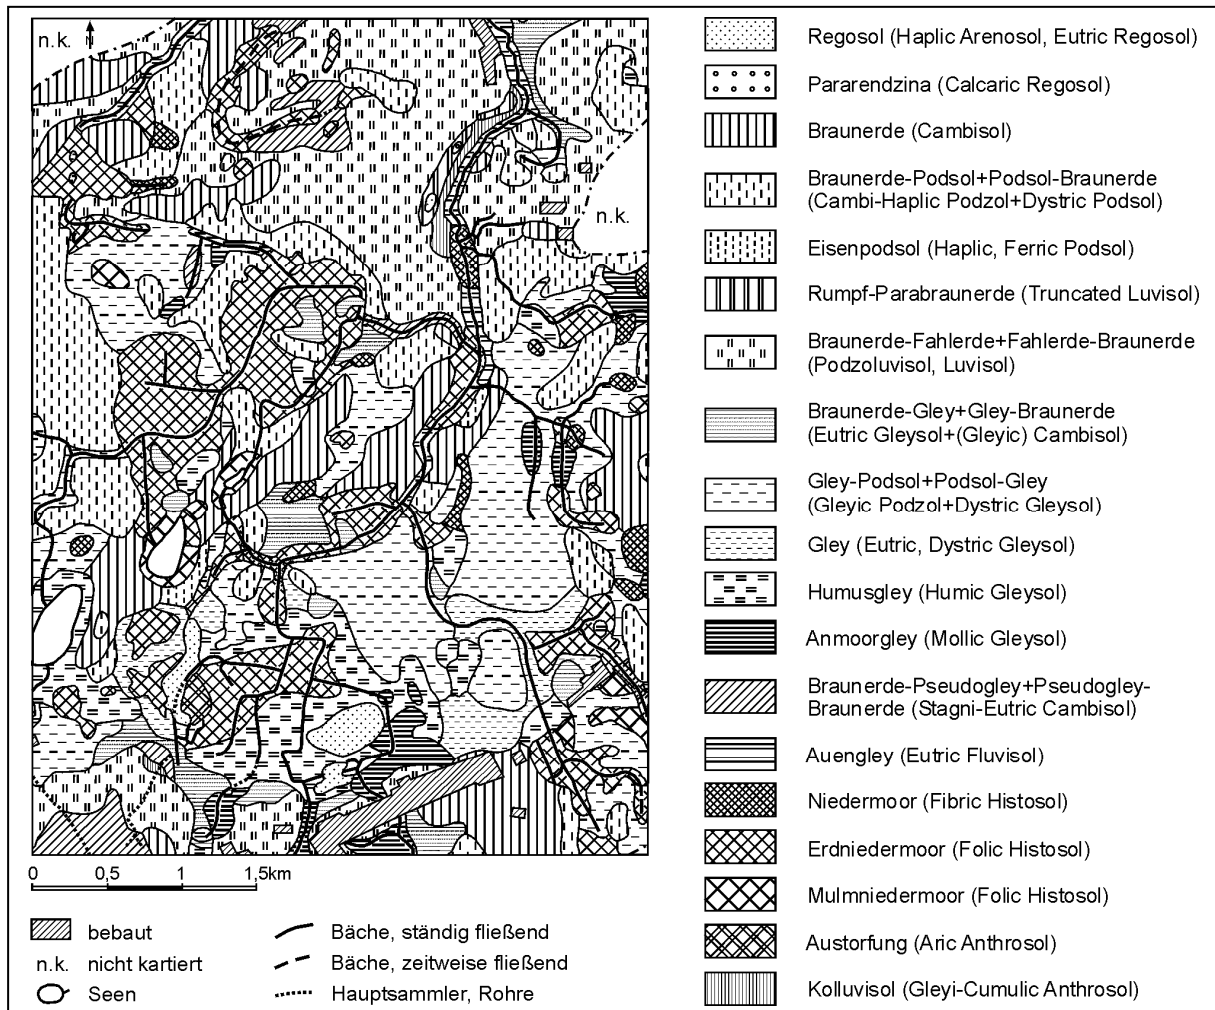 n.k.
N
n.k.
0 0,5 1 1,5km
bebaut
n.k. nicht kartiert
Seen
Bäche, ständig fließend
Bäche, zeitweise fließend
Hauptsammler, Rohre
Regosol (Haplic Arenosol, Eutric Regosol)
Pararendzina (Calcaric Regosol)
Braunerde (Cambisol)
Braunerde-Podsol+Podsol-Braunerde
(Cambi-Haplic Podzol+Dystric Podsol)
Eisenpodsol (Haplic, Ferric Podsol)
Rumpf-Parabraunerde (Truncated Luvisol)
Braunerde-Fahlerde+Fahlerde-Braunerde
(Podzoluvisol, Luvisol)
Braunerde-Gley+Gley-Braunerde
(Eutric Gleysol+(Gleyic) Cambisol)
Gley-Podsol+Podsol-Gley
(Gleyic Podzol+Dystric Gleysol)
Gley (Eutric, Dystric Gleysol)
Humusgley (Humic Gleysol)
Anmoorgley (Mollic Gleysol)
Braunerde-Pseudogley+Pseudogley-
Braunerde (Stagni-Eutric Cambisol)
Auengley (Eutric Fluvisol)
Niedermoor (Fibric Histosol)
Erdniedermoor (Folic Histosol)
Mulmniedermoor (Folic Histosol)
Austorfung (Aric Anthrosol)
Kolluvisol (Gleyi-Cumulic Anthrosol)